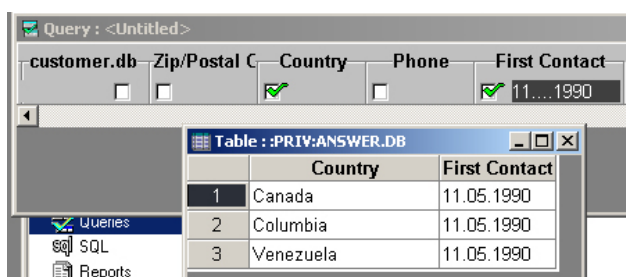 Query : <Untitled>
customer.db Zip/Postal C Country Phone First Contact
11....1990
Table : :PRIV:ANSWER.DB
Country First Contact
1 Canada 11.05.1990
2 Columbia 11.05.1990
3 Venezuela 11.05.1990
Queries
SQL
Reports